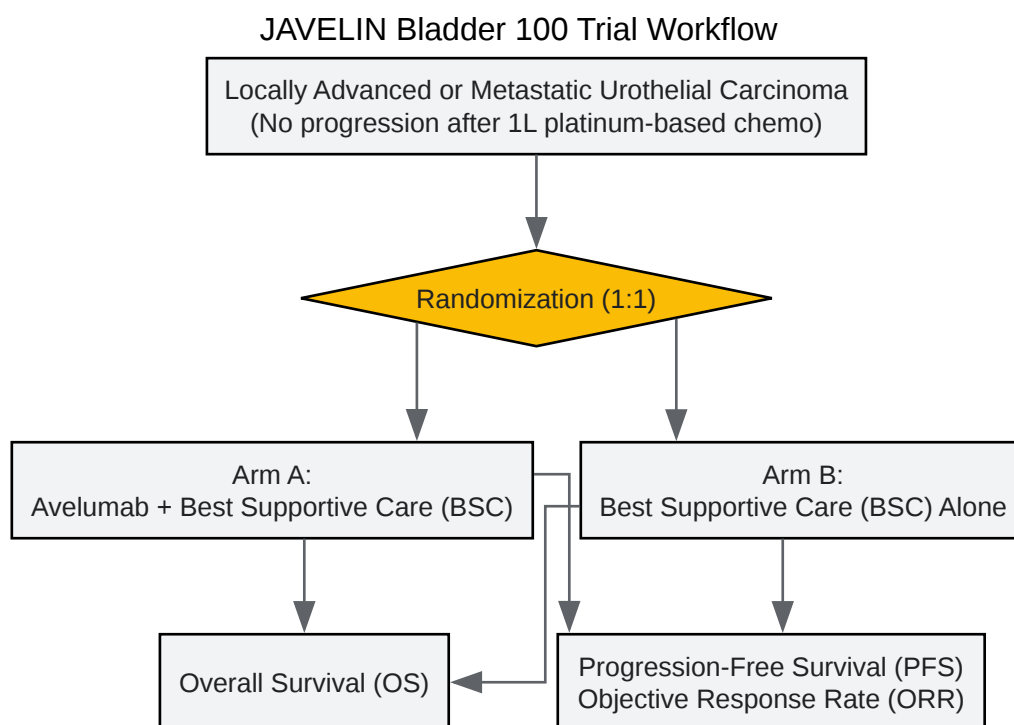 JAVELIN Bladder 100 Trial Workflow
Locally Advanced or Metastatic Urothelial Carcinoma
(No progression after 1L platinum-based chemo)
Randomization (1:1)
Arm A:
Avelumab + Best Supportive Care (BSC)
Arm B:
Best Supportive Care (BSC) Alone
Overall Survival (OS)
Progression-Free Survival (PFS)
Objective Response Rate (ORR)